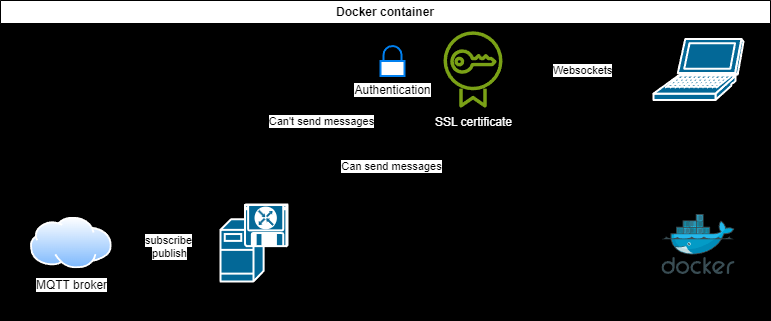 Docker container
Authentication
SSL certificate
Websockets
Can't send messages
Can send messages
subscribe
publish
MQTT broker
docker